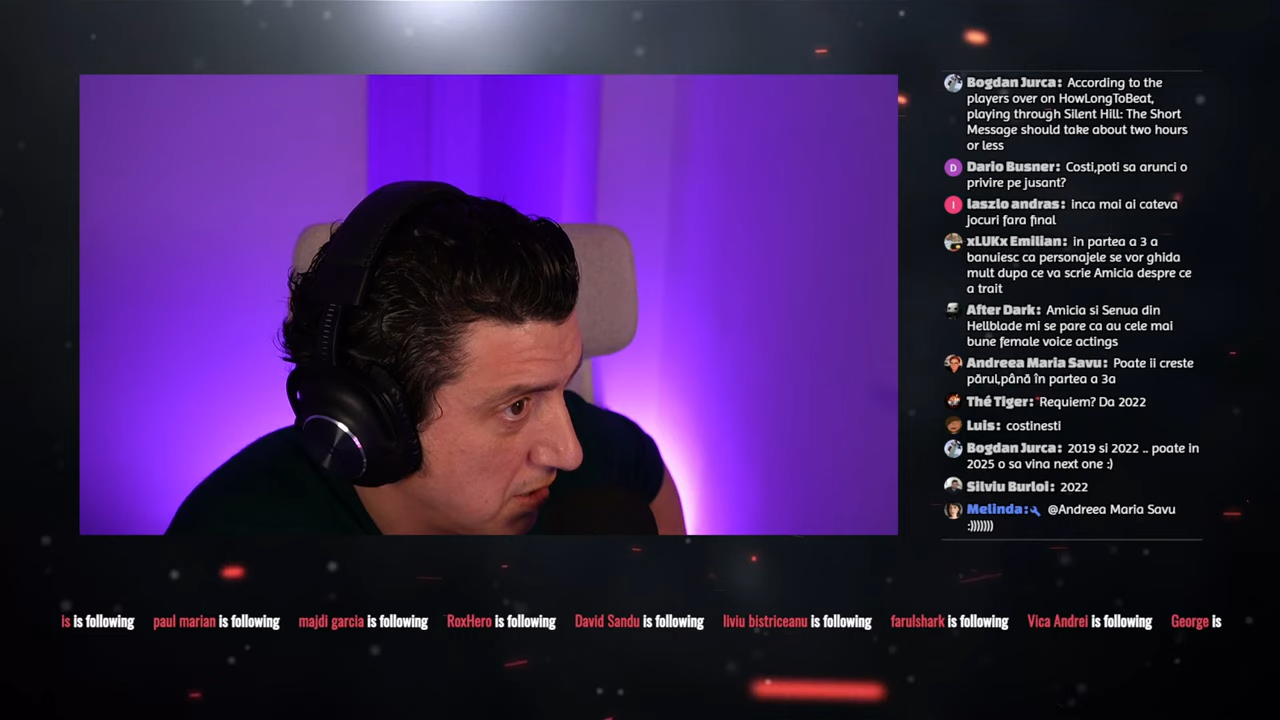 Bogdan Jurca: According to the
players over on HowLongToBeat,
playing through Silent Hill: The Short
Message should take about two hours
or less
D Dario Busner: Costi,poti sa arunci o
privire pe jusant?
l laszlo andras: inca mai ai cateva
jocuri fara final
xLUKx Emilian: in partea a 3 a
banuiesc ca personajele se vor ghida
mult dupa ce va scrie Amicia despre ce
a trait
After Dark: Amicia si Senua din
Hellblade mi se pare ca au cele mai
bune female voice actings
Andreea Maria Savu: Poate ii creste
părul,până în partea a 3a
Thé Tiger: Requiem? Da 2022
Luis: costinesti
Bogdan Jurca: 2019 si 2022 .. poate in
2025 o sa vina next one :)
Silviu Burloi: 2022
Melinda: @Andreea Maria Savu
:)))))))
is is following paul marian is following majdi garcia is following RoxHero is following David Sandu is following liviu bistriceanu is following farulshark is following Vica Andrei is following George is